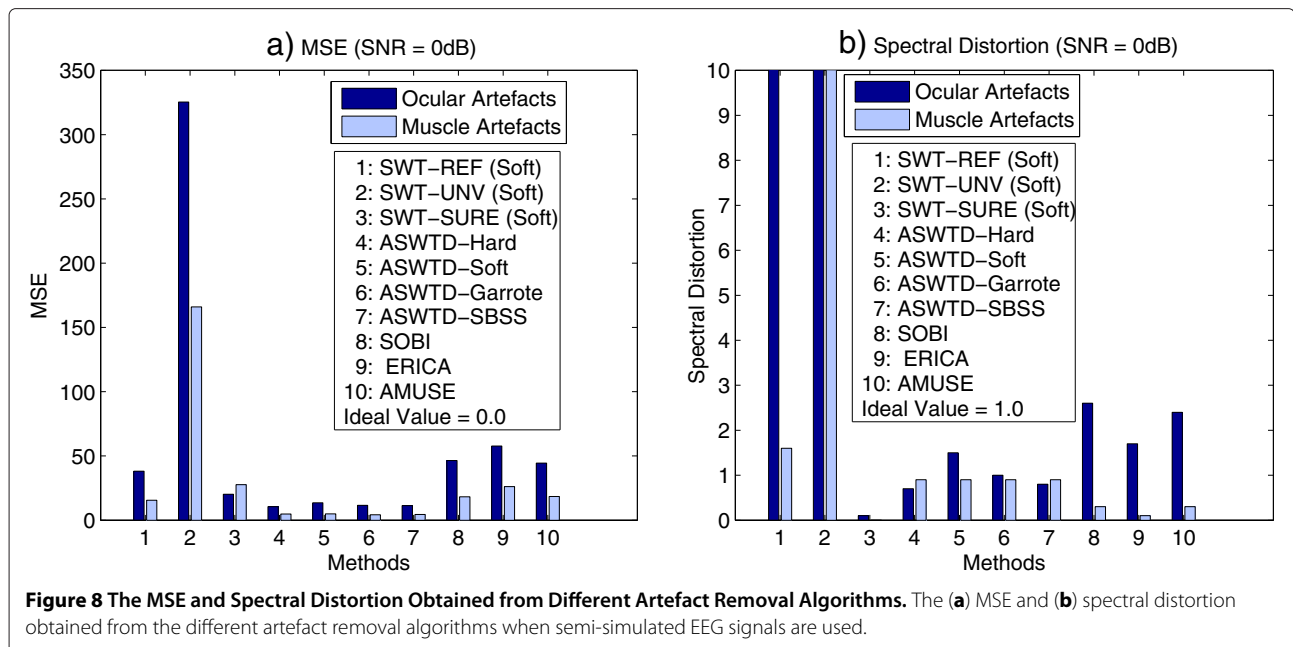 a) MSE (SNR = 0dB)
350
300
250
200
150
100
50
0
MSE
Ocular Artefacts
Muscle Artefacts
1: SWT−REF (Soft)
2: SWT−UNV (Soft)
3: SWT−SURE (Soft)
4: ASWTD−Hard
5: ASWTD−Soft
6: ASWTD−Garrote
7: ASWTD−SBSS
8: SOBI
9: ERICA
10: AMUSE
Ideal Value = 0.0
1 2 3 4 5 6 7 8 9 10
Methods
b) Spectral Distortion (SNR = 0dB)
10
9
8
7
6
5
4
3
2
1
0
Spectral Distortion
Ocular Artefacts
Muscle Artefacts
1: SWT−REF (Soft)
2: SWT−UNV (Soft)
3: SWT−SURE (Soft)
4: ASWTD−Hard
5: ASWTD−Soft
6: ASWTD−Garrote
7: ASWTD−SBSS
8: SOBI
9: ERICA
10: AMUSE
Ideal Value = 1.0
1 2 3 4 5 6 7 8 9 10
Methods
Figure 8 The MSE and Spectral Distortion Obtained from Different Artefact Removal Algorithms. The (a) MSE and (b) spectral distortion
obtained from the different artefact removal algorithms when semi-simulated EEG signals are used.